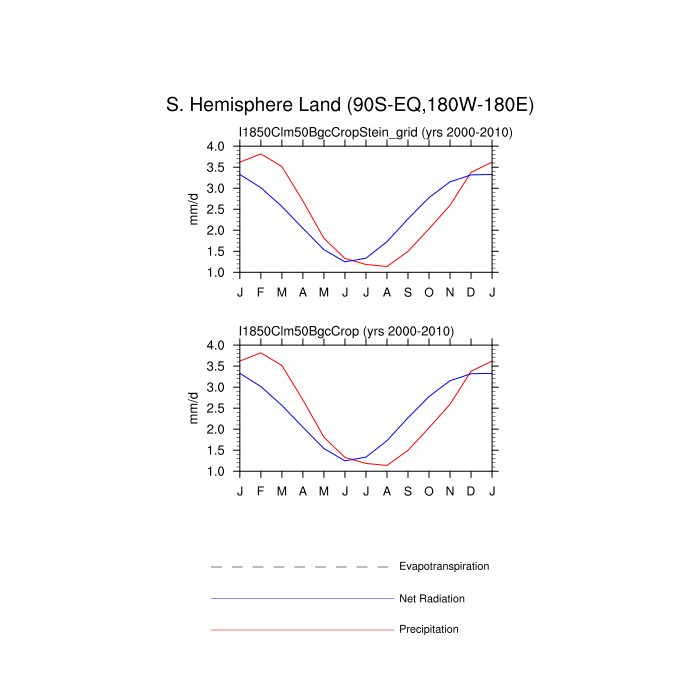 S. Hemisphere Land (90S-EQ,180W-180E)
I1850Clm50BgcCropStein_grid (yrs 2000-2010)
4.0
3.5
3.0
2.5
2.0
1.5
1.0
mm/d
J F M A M J J A S O N D J
I1850Clm50BgcCrop (yrs 2000-2010)
4.0
3.5
3.0
2.5
2.0
1.5
1.0
mm/d
J F M A M J J A S O N D J
Evapotranspiration
Net Radiation
Precipitation